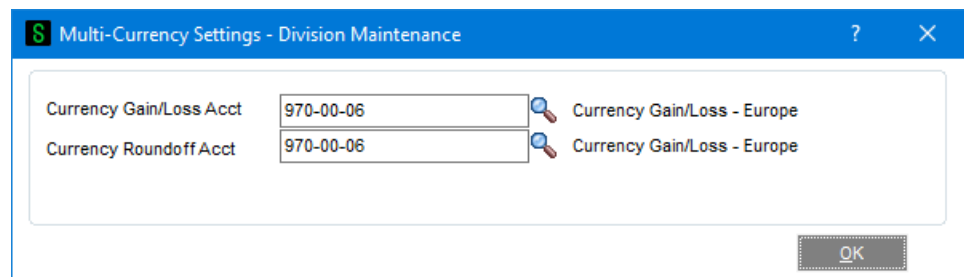 S Multi-Currency Settings - Division Maintenance ? ×
Currency Gain/Loss Acct 970-00-06 Currency Gain/Loss - Europe
Currency Roundoff Acct 970-00-06 Currency Gain/Loss - Europe
OK